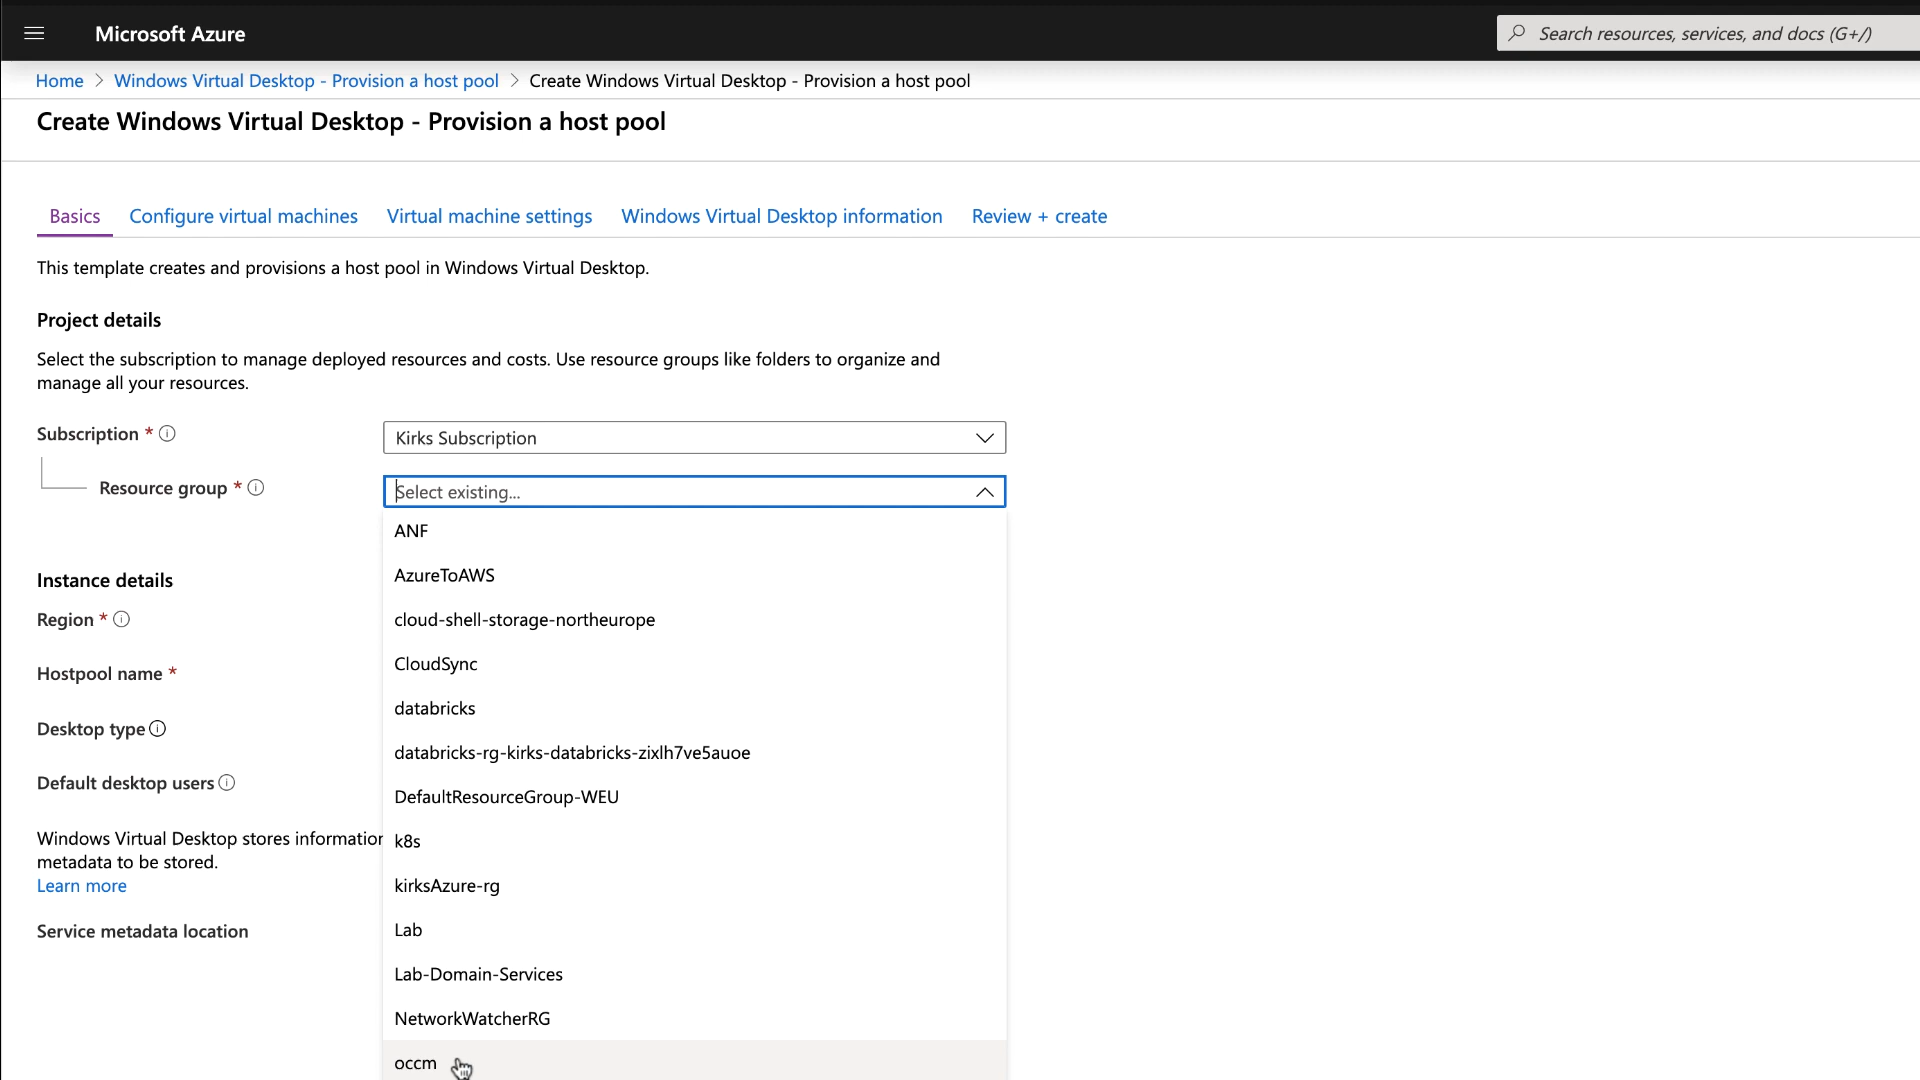 Microsoft Azure
Search resources, services, and docs (G+/)
Home > Windows Virtual Desktop - Provision a host pool > Create Windows Virtual Desktop - Provision a host pool
Create Windows Virtual Desktop - Provision a host pool
Basics Configure virtual machines Virtual machine settings Windows Virtual Desktop information Review + create
This template creates and provisions a host pool in Windows Virtual Desktop.
Project details
Select the subscription to manage deployed resources and costs. Use resource groups like folders to organize and
manage all your resources.
Subscription *
Kirks Subscription
Resource group *
Select existing...
ANF
AzureToAWS
cloud-shell-storage-northeurope
CloudSync
databricks
databricks-rg-kirks-databricks-zixlh7ve5auoe
DefaultResourceGroup-WEU
k8s
kirksAzure-rg
Lab
Lab-Domain-Services
NetworkWatcherRG
occm
Instance details
Region *
Hostpool name *
Desktop type
Default desktop users
Windows Virtual Desktop stores information
metadata to be stored.
Learn more
Service metadata location